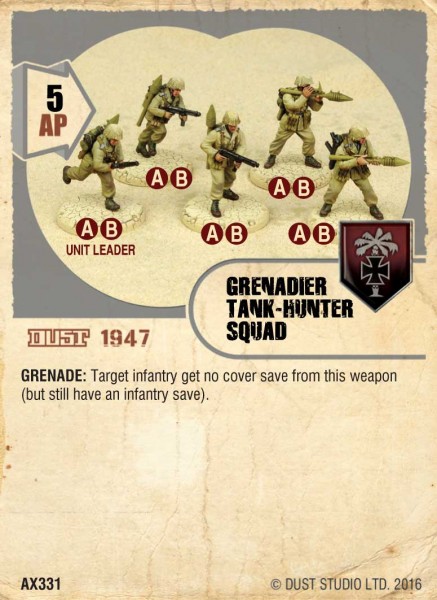 5
AP
A B
A B
A B
UNIT LEADER
A B
A B
GRENADIER
TANK-HUNTER
SQUAD
DUST 1947
GRENADE: Target infantry get no cover save from this weapon
(but still have an infantry save).
AX331
© DUST STUDIO LTD. 2016